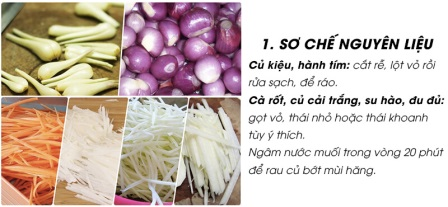 1. SƠ CHẾ NGUYÊN LIỆU
Củ kiệu, hành tím: cắt rễ, lột vỏ rồi
rửa sạch, để ráo.
Cà rốt, củ cải trắng, su hào, đu đủ:
gọt vỏ, thái nhỏ hoặc thái khoanh
tùy ý thích.
Ngâm nước muối trong vòng 20 phút
để rau củ bớt mùi hăng.